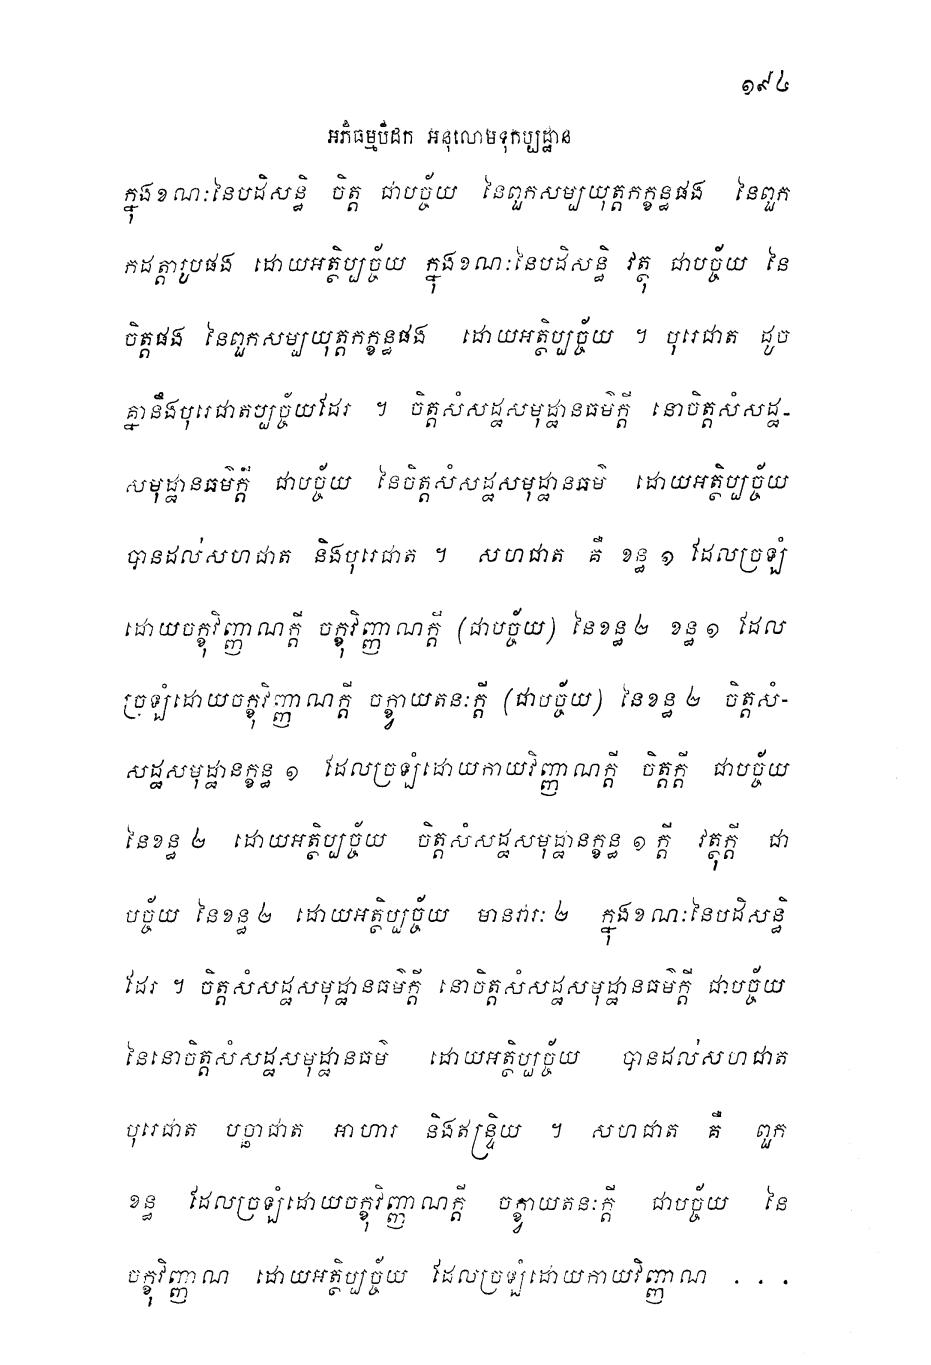 ១៩៤
អភិធម្មបិដក អនុលោមទុកប្បដ្ឋាន
ក្នុងខណៈនៃបដិសន្ធិ ចិត្ត ជាបច្ច័យ នៃពួកសម្បយុត្តកក្ខន្ធផង នៃពួក
កដត្តារូបផង ដោយអត្ថិប្បច្ច័យ ក្នុងខណៈនៃបដិសន្ធិ វត្ថុ ជាបច្ច័យ នៃ
ចិត្តផង នៃពួកសម្បយុត្តកក្ខន្ធផង ដោយអត្ថិប្បច្ច័យ ។ បុរេជាត ដូច
គ្នានឹងបុរេជាតប្បច្ច័យដែរ ។ ចិត្តសំសដ្ឋសមុដ្ឋានធម៌ក្តី នោចិត្តសំសដ្ឋ-
សមុដ្ឋានធម៌ក្តី ជាបច្ច័យ នៃចិត្តសំសដ្ឋសមុដ្ឋានធម៌ ដោយអត្ថិប្បច្ច័យ
បានដល់សហជាត និងបុរេជាត ។ សហជាត គឺ ខន្ធ ១ ដែលច្រឡំ
ដោយចក្ខុវិញ្ញាណក្តី ចក្ខុវិញ្ញាណក្តី (ជាបច្ច័យ) នៃខន្ធ ២ ខន្ធ ១ ដែល
ច្រឡំដោយចក្ខុវិញ្ញាណក្តី ចក្ខ្វាយតនៈក្តី (ជាបច្ច័យ) នៃខន្ធ ២ ចិត្តសំ-
សដ្ឋសមុដ្ឋានក្ខន្ធ ១ ដែលច្រឡំដោយកាយវិញ្ញាណក្តី ចិត្តក្តី ជាបច្ច័យ
នៃខន្ធ ២ ដោយអត្ថិប្បច្ច័យ ចិត្តសំសដ្ឋសមុដ្ឋានក្ខន្ធ ១ ក្តី វត្ថុក្តី ជា
បច្ច័យ នៃខន្ធ ២ ដោយអត្ថិប្បច្ច័យ មានវារៈ ២ ក្នុងខណៈនៃបដិសន្ធិ
ដែរ ។ ចិត្តសំសដ្ឋសមុដ្ឋានធម៌ក្តី នោចិត្តសំសដ្ឋសមុដ្ឋានធម៌ក្តី ជាបច្ច័យ
នៃនោចិត្តសំសដ្ឋសមុដ្ឋានធម៌ ដោយអត្ថិប្បច្ច័យ បានដល់សហជាត
បុរេជាត បច្ឆាជាត អាហារ និងឥន្ទ្រិយ ។ សហជាត គឺ ពួក
ខន្ធ ដែលច្រឡំដោយចក្ខុវិញ្ញាណក្តី ចក្ខ្វាយតនៈក្តី ជាបច្ច័យ នៃ
ចក្ខុវិញ្ញាណ ដោយអត្ថិប្បច្ច័យ ដែលច្រឡំដោយកាយវិញ្ញាណ . . .